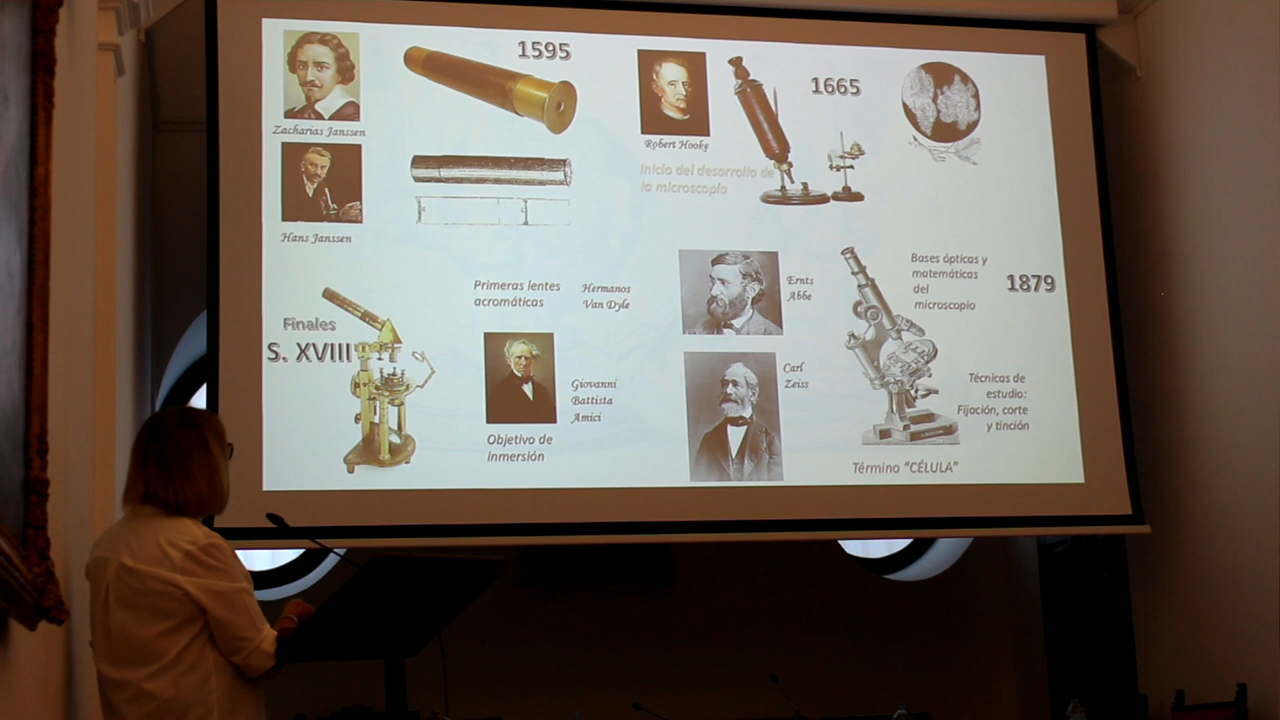 1595
Zacharias Janssen
Hans Janssen
Robert Hooke
1665
Inicio del desarrollo de
la microscopía
Finales
S. XVIII
Primeras lentes
acromáticas
Hermanos
Van Dyle
Giovanni
Battista
Amici
Objetivo de
inmersión
Ernts
Abbe
Carl
Zeiss
Bases ópticas y
matemáticas
del
microscopio
1879
Técnicas de
estudio:
Fijación, corte
y tinción
Término "CÉLULA"